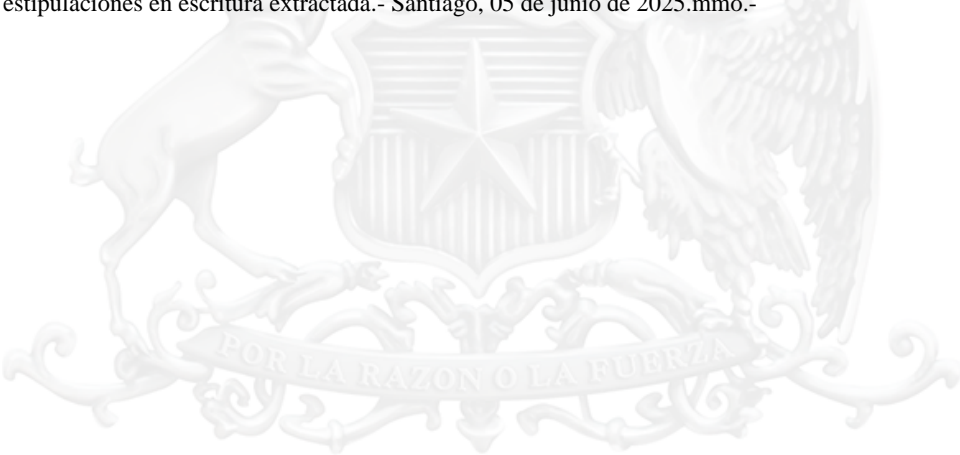 estipulaciones en escritura extractada.- Santiago, 05 de junio de 2025.mmo.-
POR LA RAZON O LA FUERZA